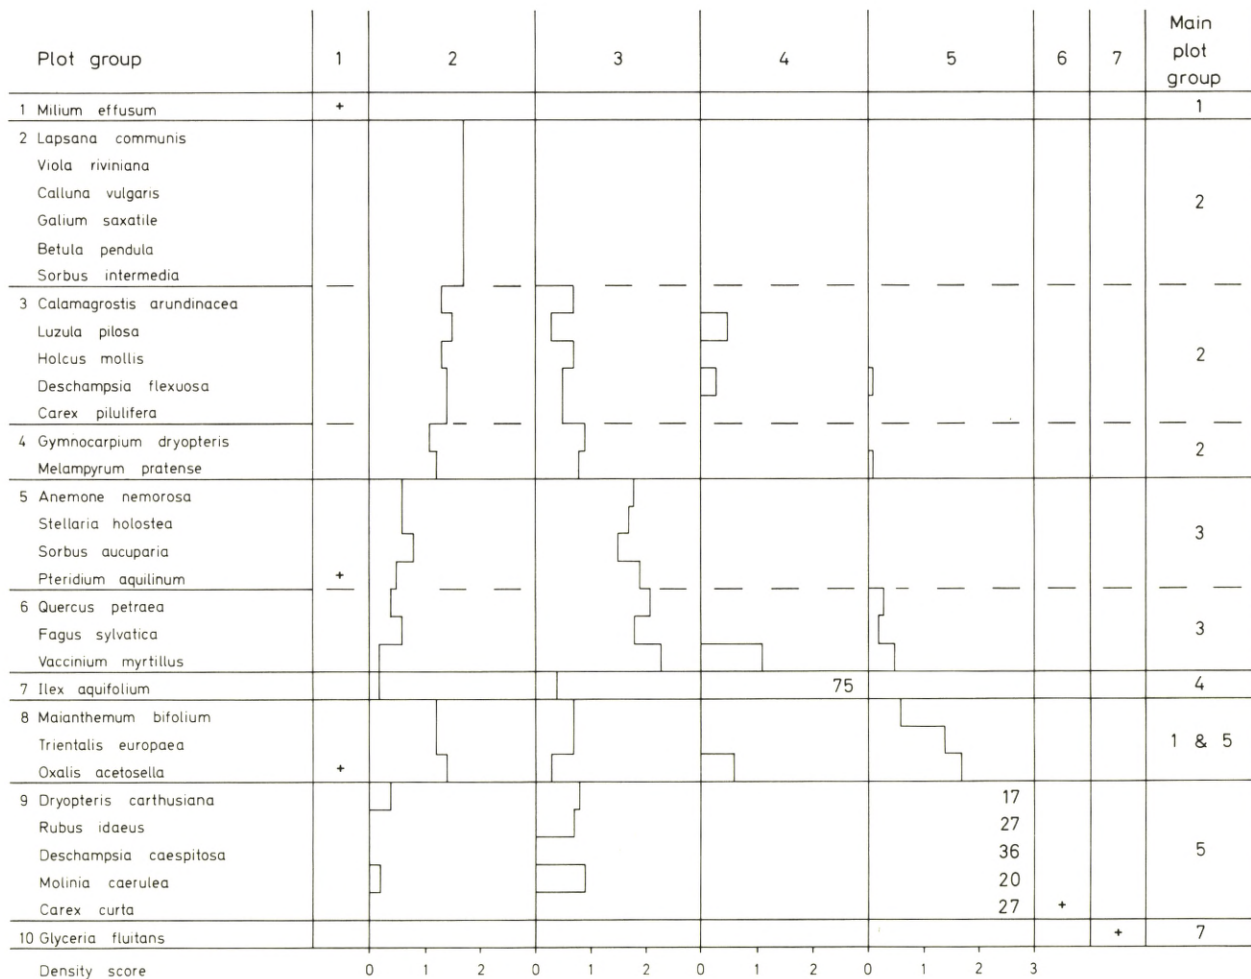 Plot group 1 2 3 4 5 6 7 Main plot group
1 Milium effusum + 1
2 Lapsana communis
Viola riviniana
Calluna vulgaris
2
Galium saxatile
Betula pendula
Sorbus intermedia
3 Calamagrostis arundinacea
Luzula pilosa
Holcus mollis 2
Deschampsia flexuosa
Carex pilulifera
4 Gymnocarpium dryopteris
2
Melampyrum pratense
5 Anemone nemorosa
Stellaria holostea
3
Sorbus aucuparia
Pteridium aquilinum +
6 Quercus petraea
Fagus sylvatica 3
Vaccinium myrtillus
7 Ilex aquifolium 75 4
8 Maianthemum bifolium
Trientalis europaea 1 & 5
Oxalis acetosella +
9 Dryopteris carthusiana 17
Rubus idaeus 27
Deschampsia caespitosa 36 5
Molinia caerulea 20
Carex curta 27 +
10 Glyceria fluitans + 7
Density score 0 1 2 0 1 2 0 1 2 0 1 2 3